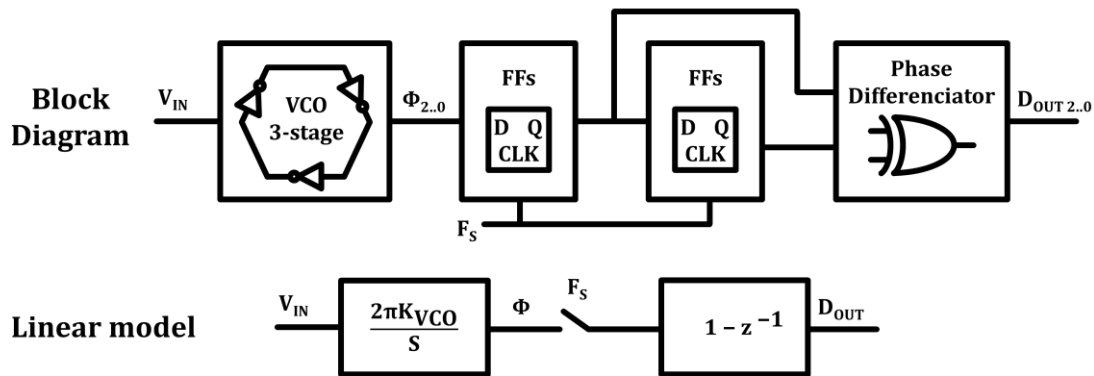 Block
Diagram
V_IN
VCO
3-stage
Φ_2..0
FFs
D Q
CLK
F_S
FFs
D Q
CLK
Phase
Differenciator
D_OUT 2..0
Linear model
V_IN
2πK_VCO
S
Φ
F_S
1 − z^−1
D_OUT